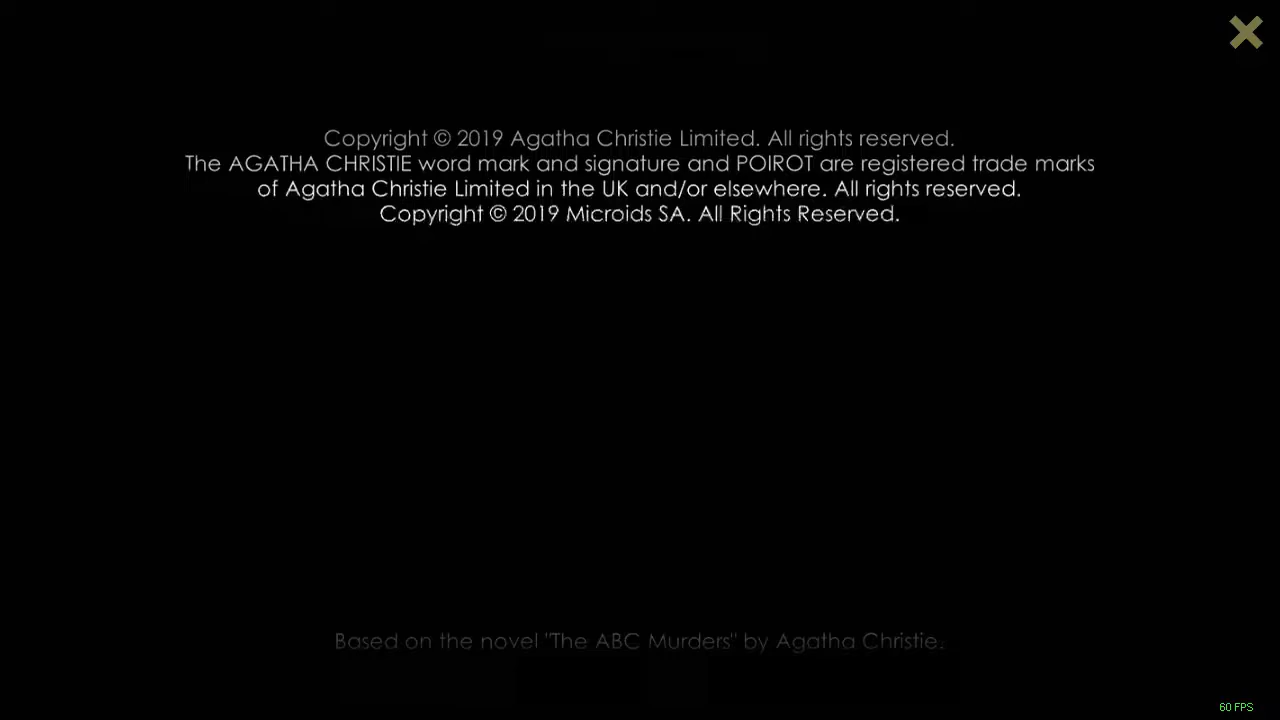 Copyright © 2019 Agatha Christie Limited. All rights reserved.
The AGATHA CHRISTIE word mark and signature and POIROT are registered trade marks
of Agatha Christie Limited in the UK and/or elsewhere. All rights reserved.
Copyright © 2019 Microids SA. All Rights Reserved.
Based on the novel "The ABC Murders" by Agatha Christie.
60 FPS